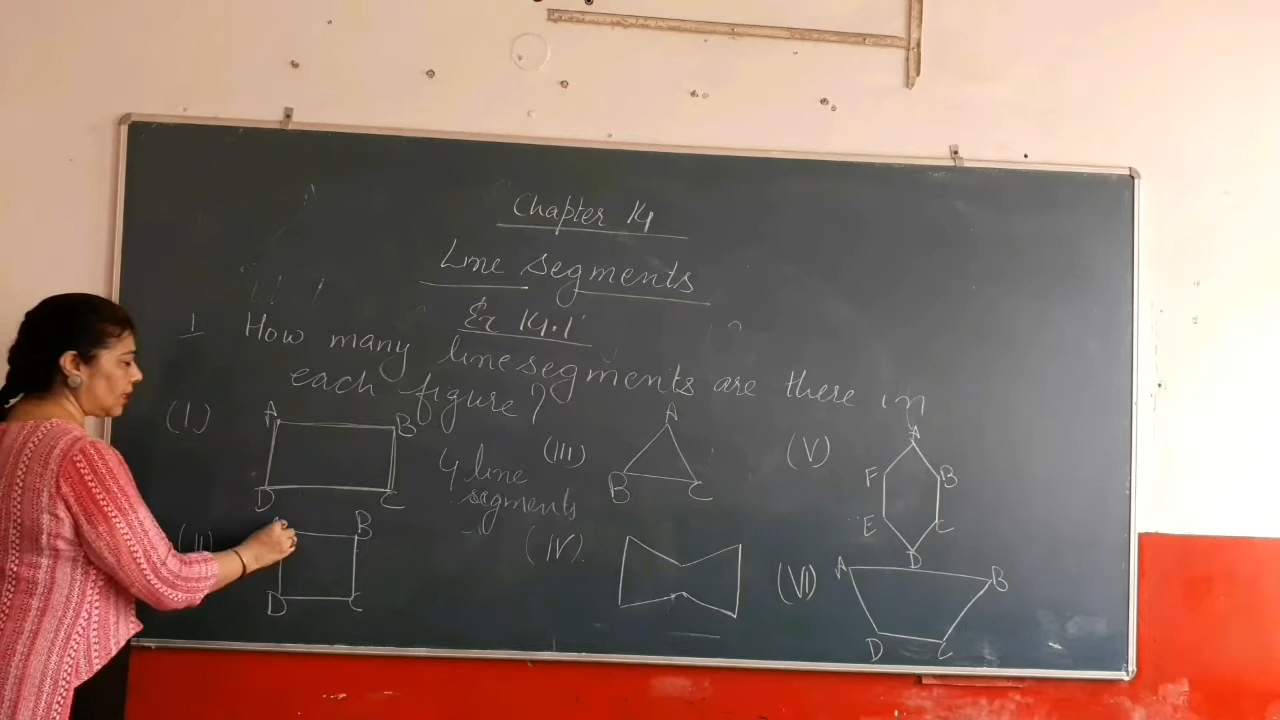 Chapter 14
Line segments
Ex 14.1
1 How many line segments are there in
each figure?
(I)
A B
D C
4 line
segments
(II)
B
D C
(III)
A
B C
(IV)
(V)
A
F B
E C
D
(VI)
A B
D C